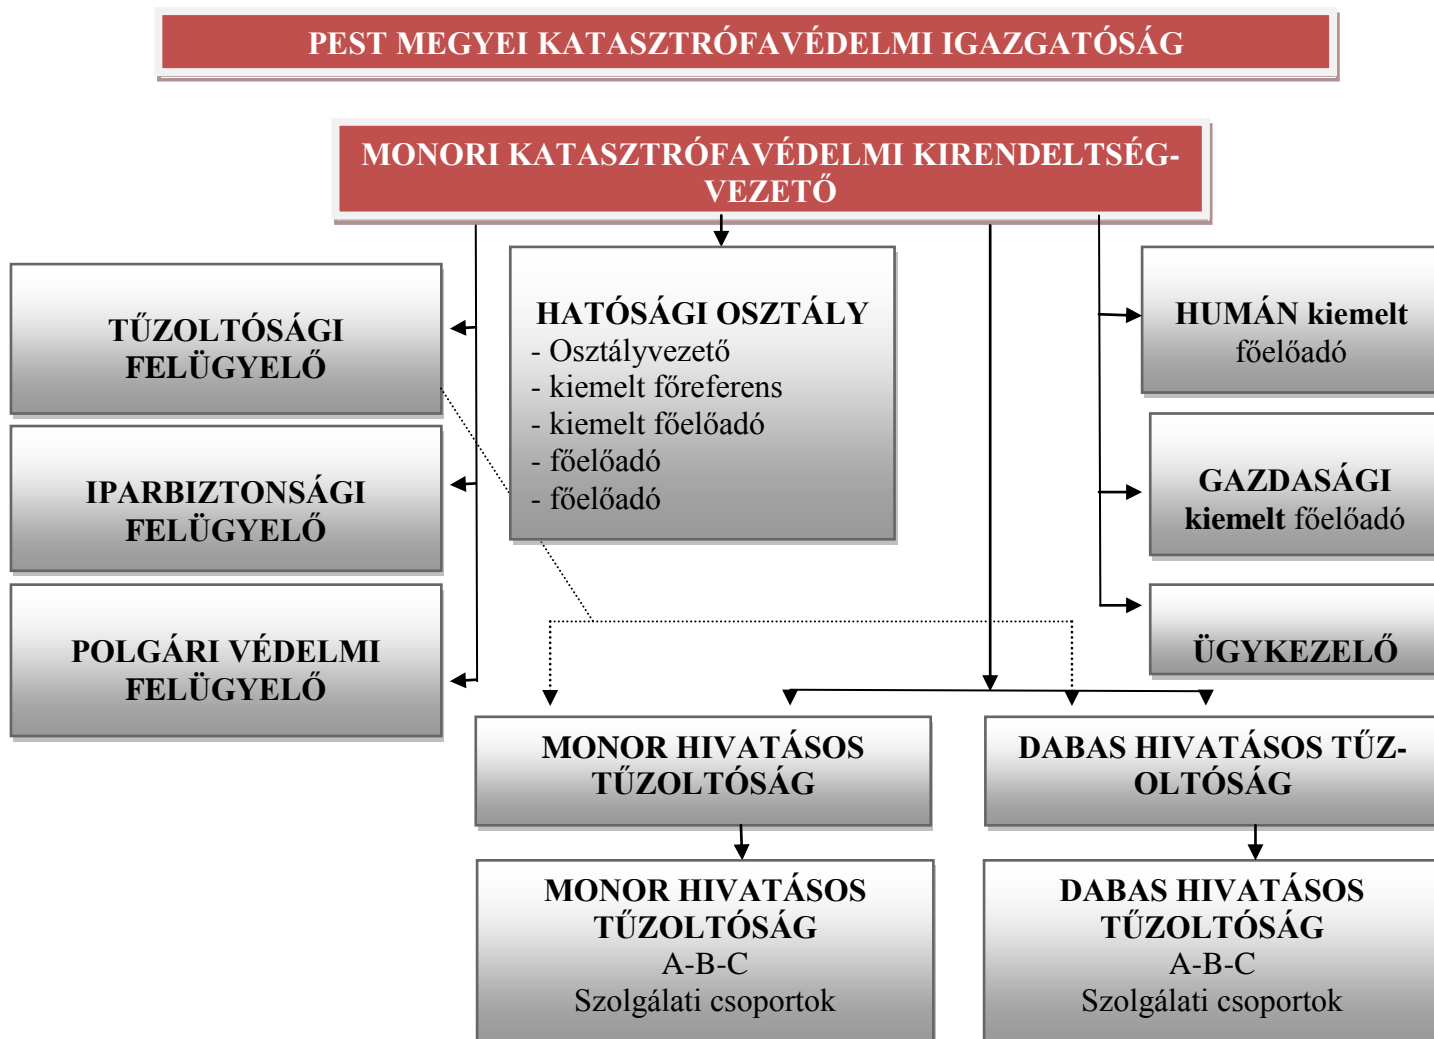 PEST MEGYEI KATASZTRÓFAVÉDELMI IGAZGATÓSÁG
MONORI KATASZTRÓFAVÉDELMI KIRENDELTSÉG-
VEZETŐ
TŰZOLTÓSÁGI
FELÜGYELŐ
IPARBIZTONSÁGI
FELÜGYELŐ
POLGÁRI VÉDELMI
FELÜGYELŐ
HATÓSÁGI OSZTÁLY
- Osztályvezető
- kiemelt főreferens
- kiemelt főelőadó
- főelőadó
- főelőadó
HUMÁN kiemelt
főelőadó
GAZDASÁGI
kiemelt főelőadó
ÜGYKEZELŐ
MONOR HIVATÁSOS
TŰZOLTÓSÁG
DABAS HIVATÁSOS TŰZ-
OLTÓSÁG
MONOR HIVATÁSOS
TŰZOLTÓSÁG
A-B-C
Szolgálati csoportok
DABAS HIVATÁSOS
TŰZOLTÓSÁG
A-B-C
Szolgálati csoportok